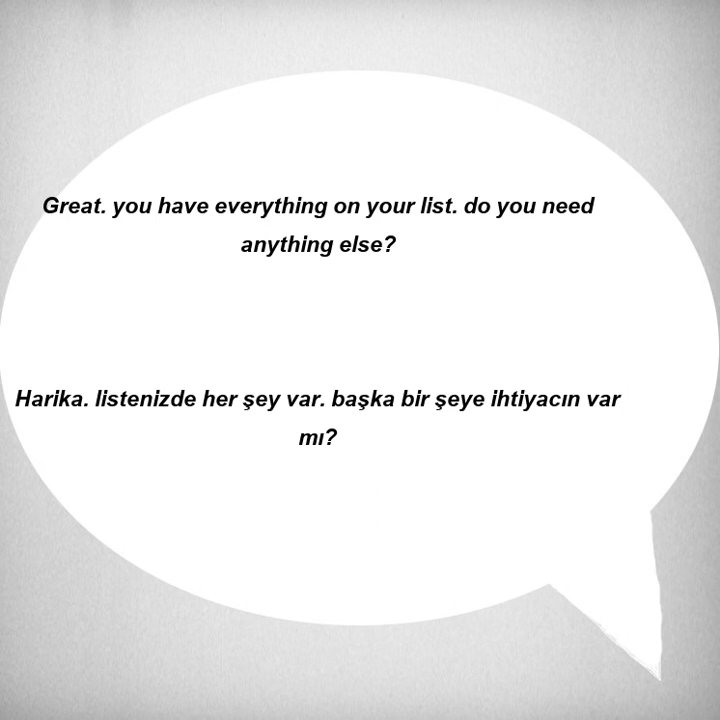 Great. you have everything on your list. do you need
anything else?
Harika. listenizde her şey var. başka bir şeye ihtiyacın var
mı?